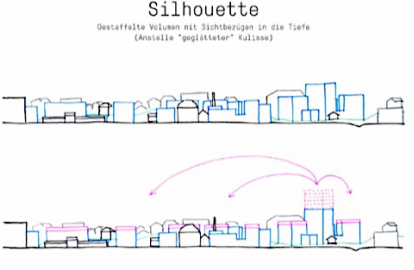 Silhouette
Gestaffelte Volumen mit Sichtbezügen in die Tiefe
(Anstelle "geglätteter" Kulisse)